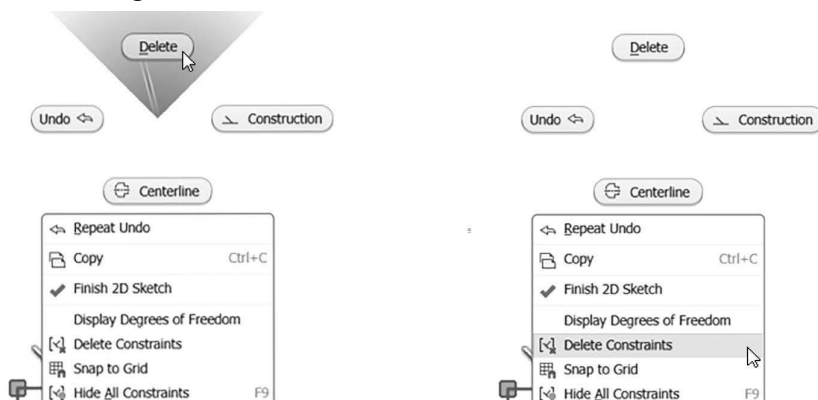 Delete
Undo
Construction
Centerline
Repeat Undo
Copy Ctrl+C
Finish 2D Sketch
Display Degrees of Freedom
Delete Constraints
Snap to Grid
Hide All Constraints F9
Delete
Undo
Construction
Centerline
Repeat Undo
Copy Ctrl+C
Finish 2D Sketch
Display Degrees of Freedom
Delete Constraints
Snap to Grid
Hide All Constraints F9